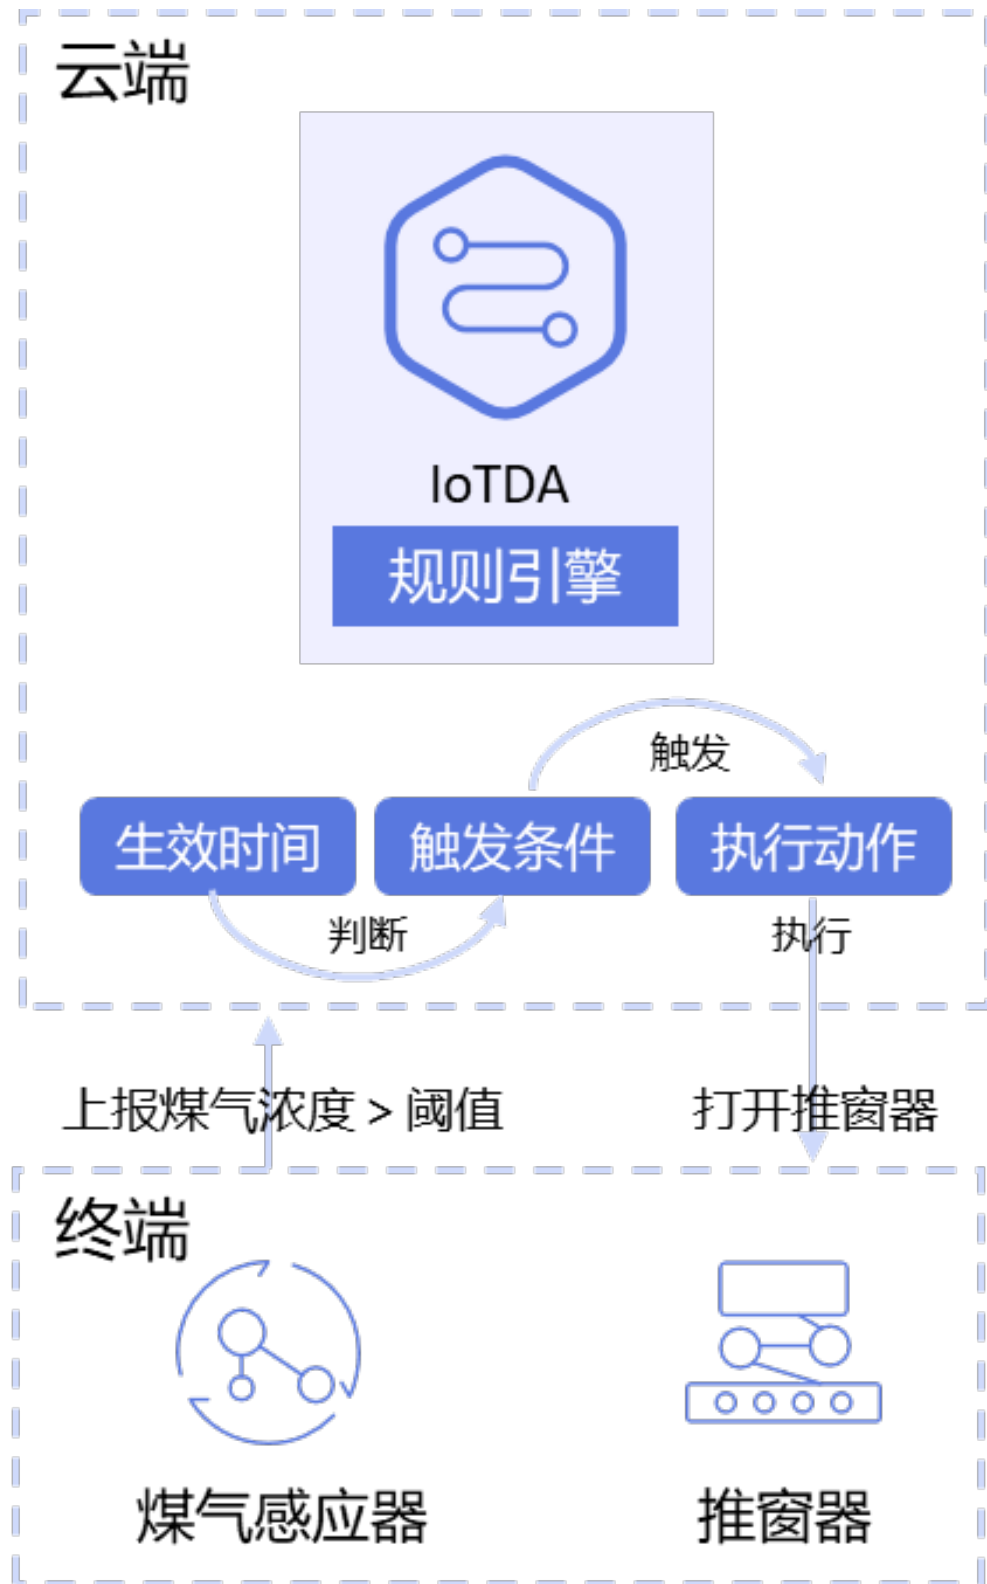 云端
IoTDA
规则引擎
触发
生效时间
触发条件
执行动作
判断
执行
上报煤气浓度 > 阈值
打开推窗器
终端
煤气感应器
推窗器